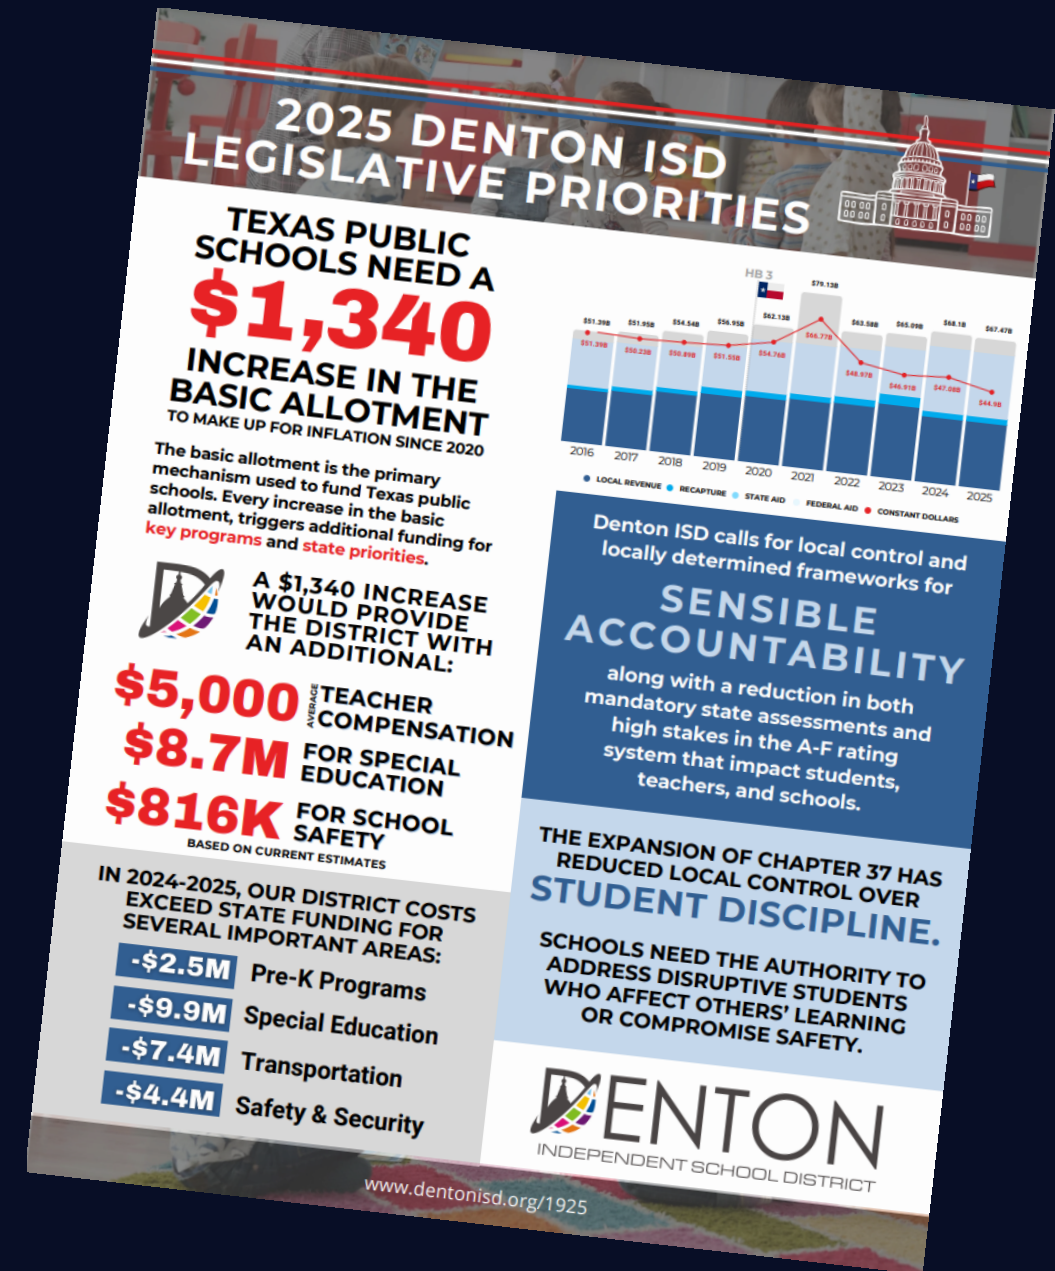 2025 DENTON ISD
LEGISLATIVE PRIORITIES
TEXAS PUBLIC
SCHOOLS NEED A
$1,340
INCREASE IN THE
BASIC ALLOTMENT
TO MAKE UP FOR INFLATION SINCE 2020
The basic allotment is the primary
mechanism used to fund Texas public
schools. Every increase in the basic
allotment, triggers additional funding for
key programs and state priorities.
A $1,340 INCREASE
WOULD PROVIDE
THE DISTRICT WITH
AN ADDITIONAL:
$5,000 AVERAGE TEACHER
COMPENSATION
$8.7M FOR SPECIAL
EDUCATION
$816K FOR SCHOOL
SAFETY
BASED ON CURRENT ESTIMATES
IN 2024-2025, OUR DISTRICT COSTS
EXCEED STATE FUNDING FOR
SEVERAL IMPORTANT AREAS:
-$2.5M Pre-K Programs
-$9.9M Special Education
-$7.4M Transportation
-$4.4M Safety & Security
HB 3
$51.39B $51.95B $54.54B $56.95B $62.13B $79.13B $63.58B $65.09B $68.1B $67.47B
$51.39B $50.23B $50.89B $51.55B $54.76B $66.77B $48.97B $46.91B $47.08B $44.9B
2016 2017 2018 2019 2020 2021 2022 2023 2024 2025
LOCAL REVENUE RECAPTURE STATE AID FEDERAL AID CONSTANT DOLLARS
Denton ISD calls for local control and
locally determined frameworks for
SENSIBLE
ACCOUNTABILITY
along with a reduction in both
mandatory state assessments and
high stakes in the A-F rating
system that impact students,
teachers, and schools.
THE EXPANSION OF CHAPTER 37 HAS
REDUCED LOCAL CONTROL OVER
STUDENT DISCIPLINE.
SCHOOLS NEED THE AUTHORITY TO
ADDRESS DISRUPTIVE STUDENTS
WHO AFFECT OTHERS' LEARNING
OR COMPROMISE SAFETY.
DENTON
INDEPENDENT SCHOOL DISTRICT
www.dentonisd.org/1925